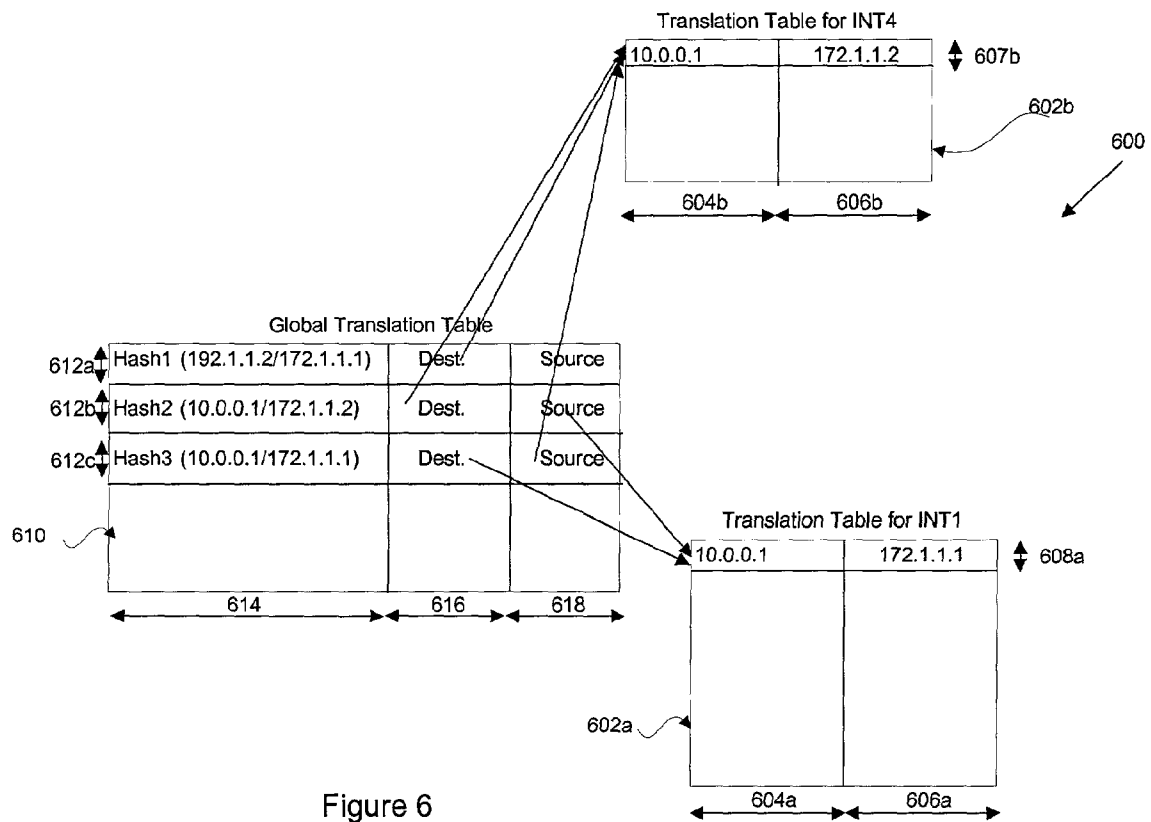 Translation Table for INT4
10.0.0.1 172.1.1.2 607b
602b
600
604b 606b
Global Translation Table
612a Hash1 (192.1.1.2/172.1.1.1) Dest. Source
612b Hash2 (10.0.0.1/172.1.1.2) Dest. Source
612c Hash3 (10.0.0.1/172.1.1.1) Dest. Source
610
614 616 618
Translation Table for INT1
10.0.0.1 172.1.1.1 608a
602a
604a 606a
Figure 6